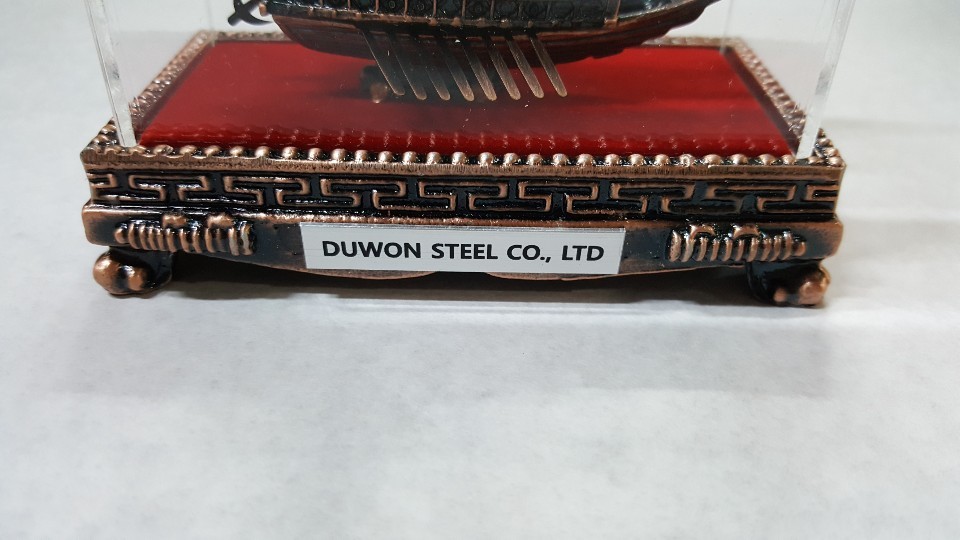 DUWON STEEL CO., LTD